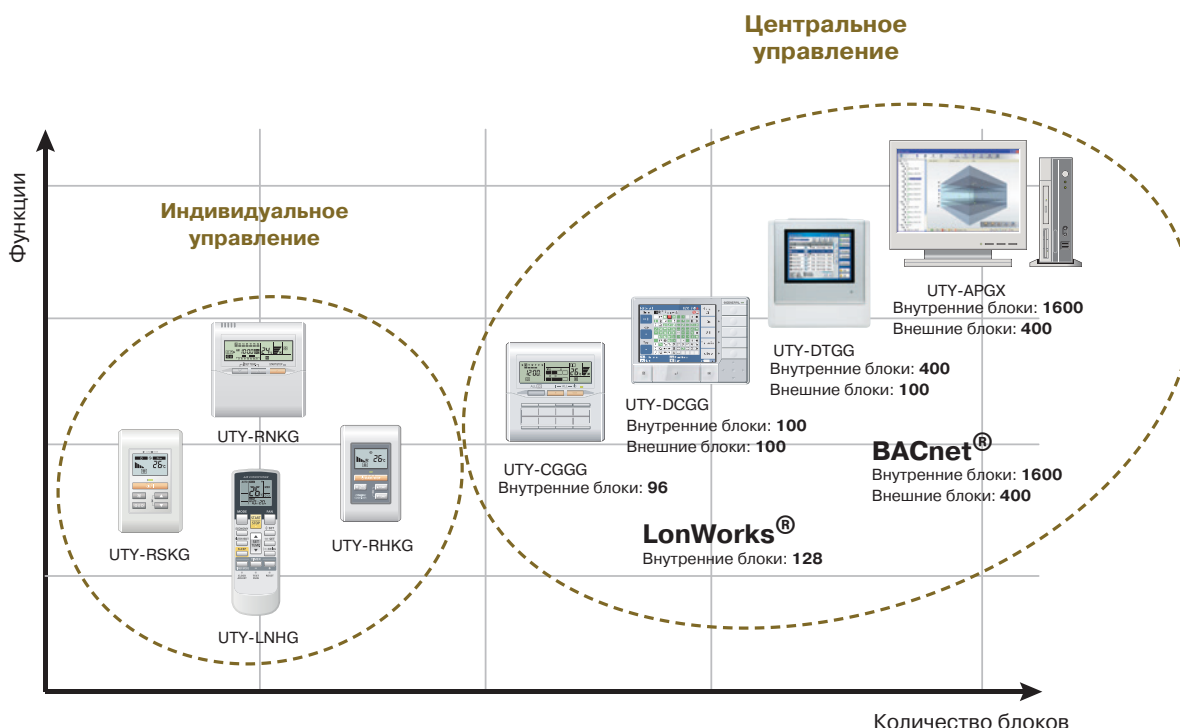 Центральное
управление
Функции
Индивидуальное
управление
UTY-RNKG
UTY-RSKG
UTY-RHKG
UTY-LNHG
UTY-CGGG
Внутренние блоки: 96
UTY-DCGG
Внутренние блоки: 100
Внешние блоки: 100
UTY-DTGG
Внутренние блоки: 400
Внешние блоки: 100
UTY-APGX
Внутренние блоки: 1600
Внешние блоки: 400
BACnet®
Внутренние блоки: 1600
Внешние блоки: 400
LonWorks®
Внутренние блоки: 128
Количество блоков